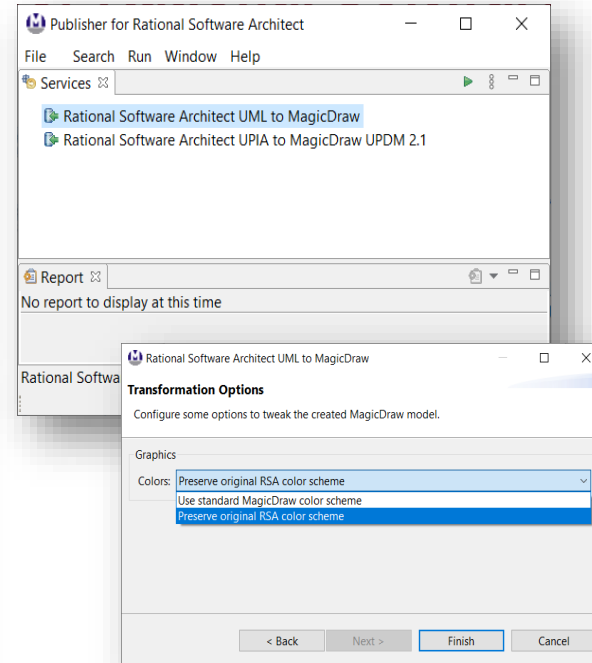 Publisher for Rational Software Architect
File Search Run Window Help
Services
Rational Software Architect UML to MagicDraw
Rational Software Architect UPIA to MagicDraw UPDM 2.1
Report
No report to display at this time
Rational Softwa
Rational Software Architect UML to MagicDraw
Transformation Options
Configure some options to tweak the created MagicDraw model.
Graphics
Colors: Preserve original RSA color scheme
Use standard MagicDraw color scheme
Preserve original RSA color scheme
< Back Next > Finish Cancel